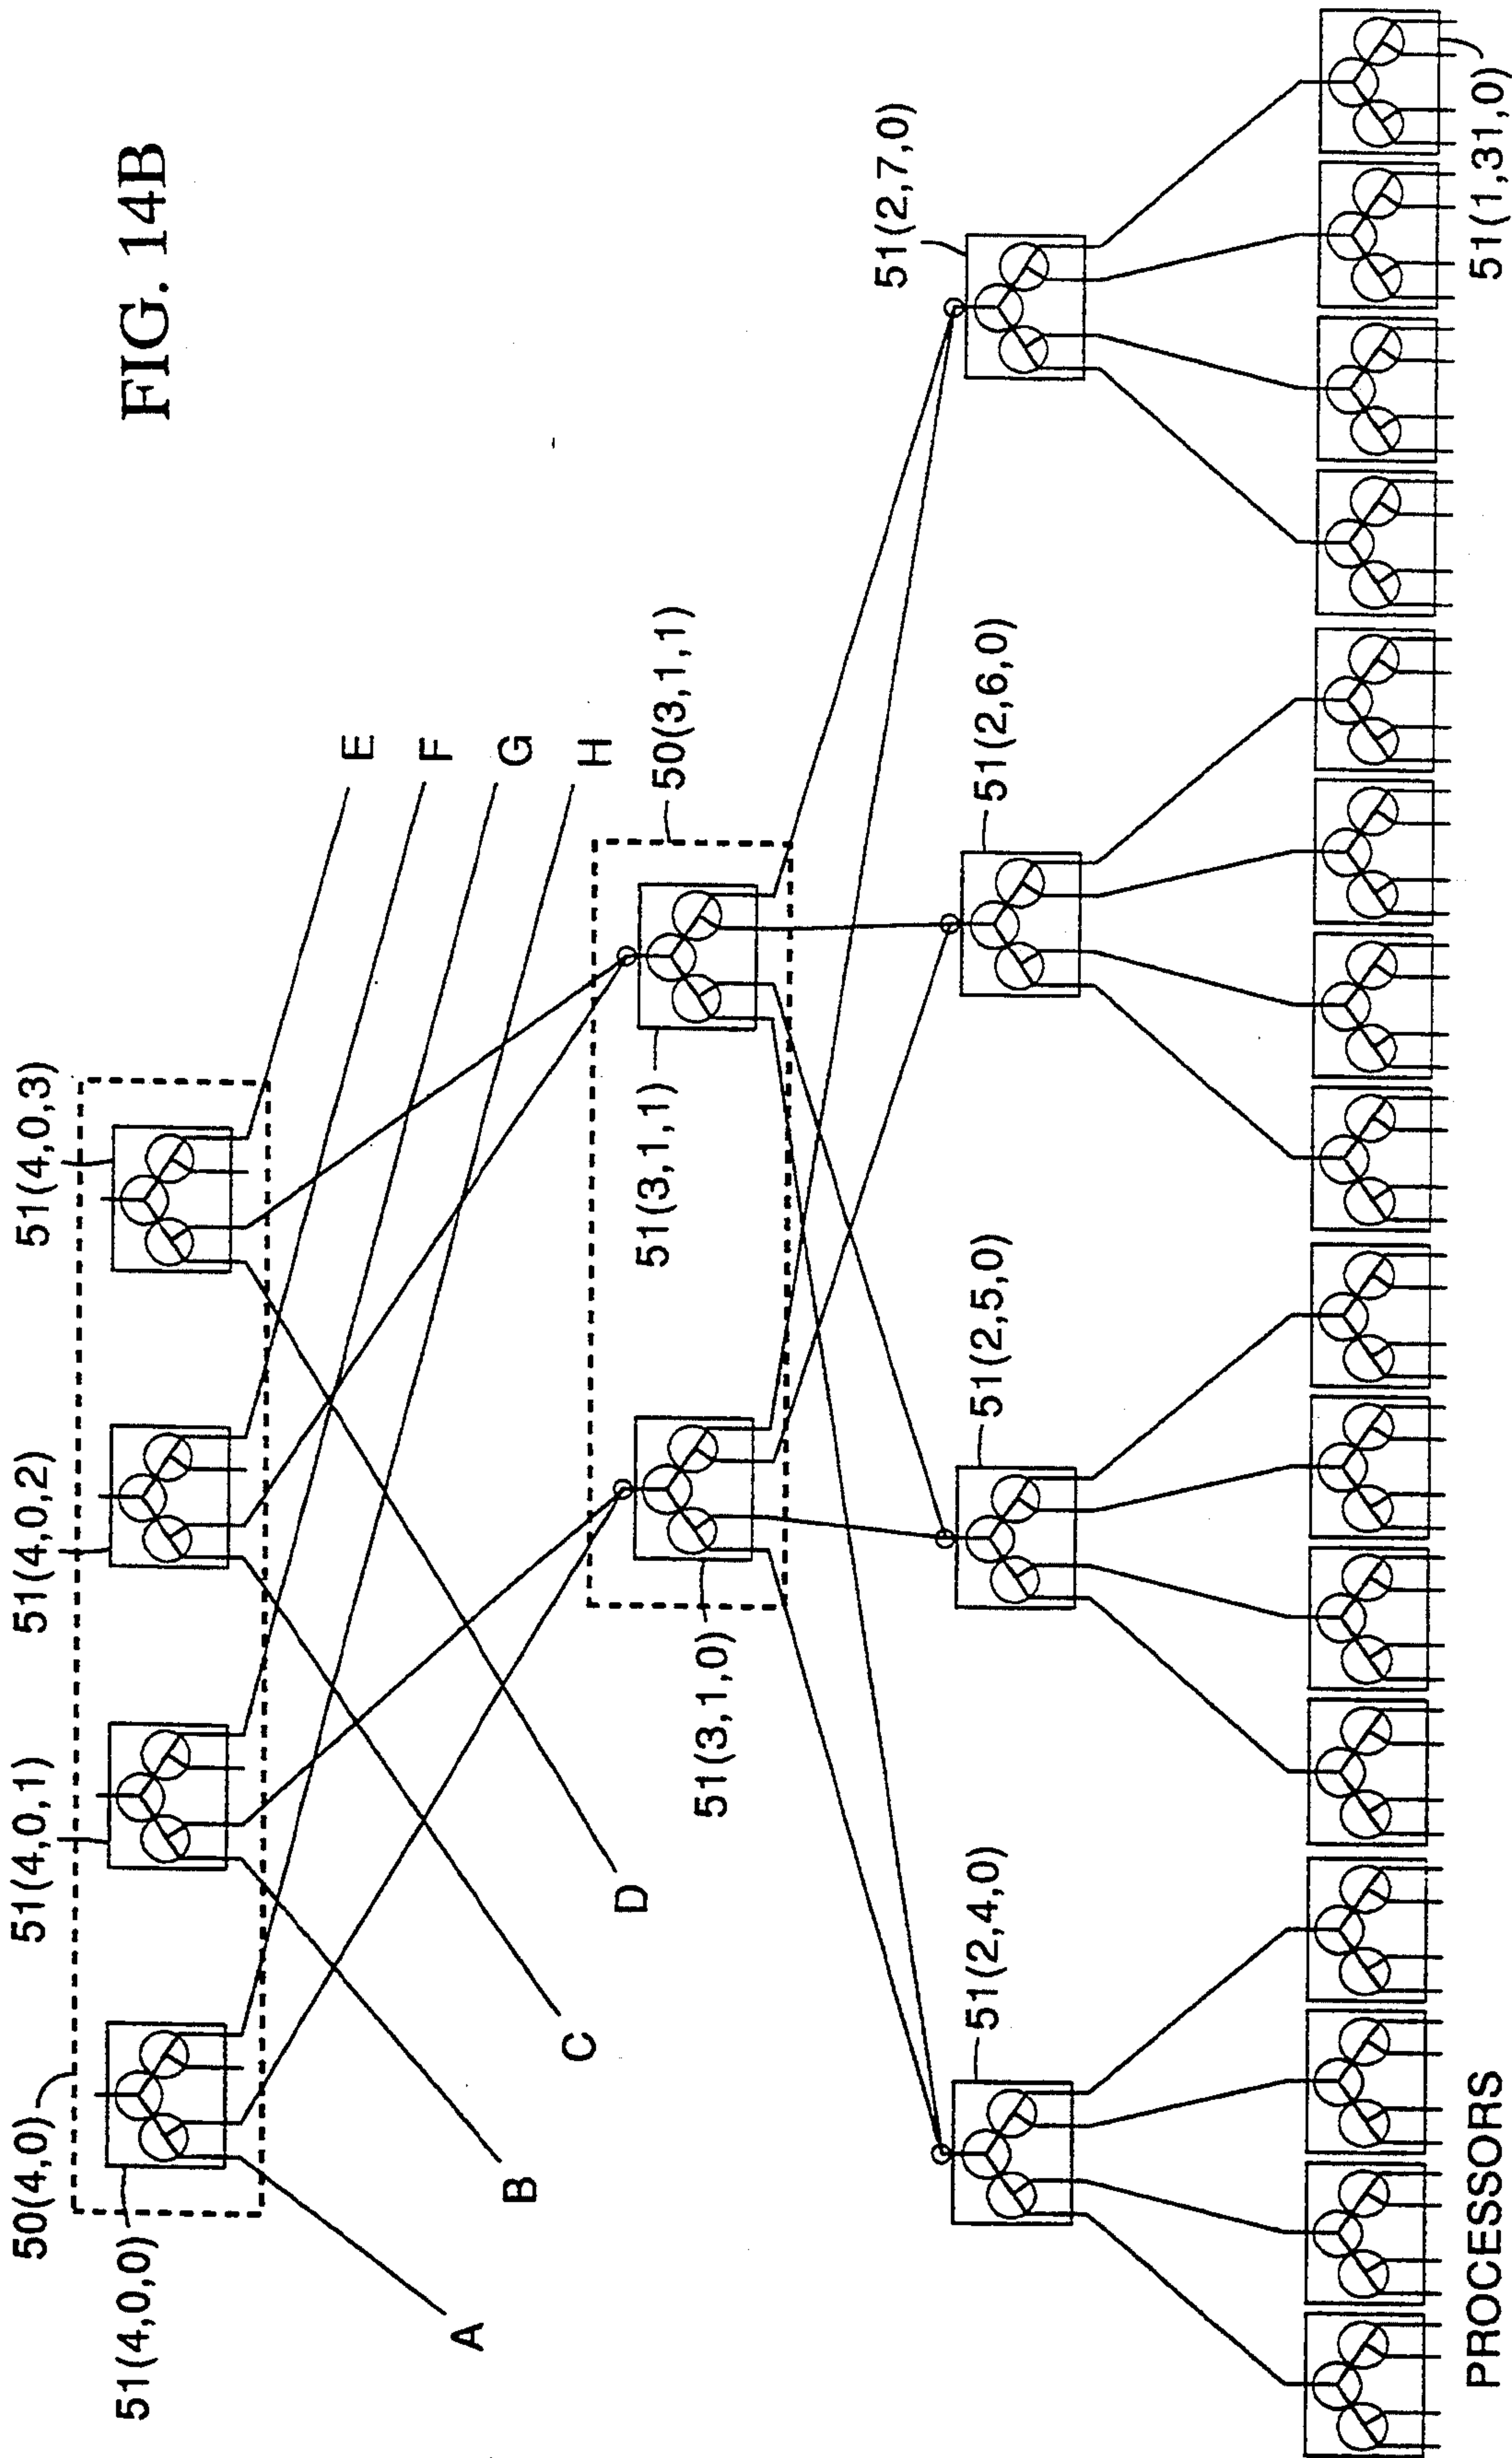 FIG. 14B
50(4,0)
51(4,0,1)
51(4,0,2)
51(4,0,3)
51(4,0,0)
A
B
C
D
E
F
G
H
51(3,1,0)
51(3,1,1)
50(3,1,1)
51(2,4,0)
51(2,5,0)
51(2,6,0)
51(2,7,0)
PROCESSORS
51(1,31,0)